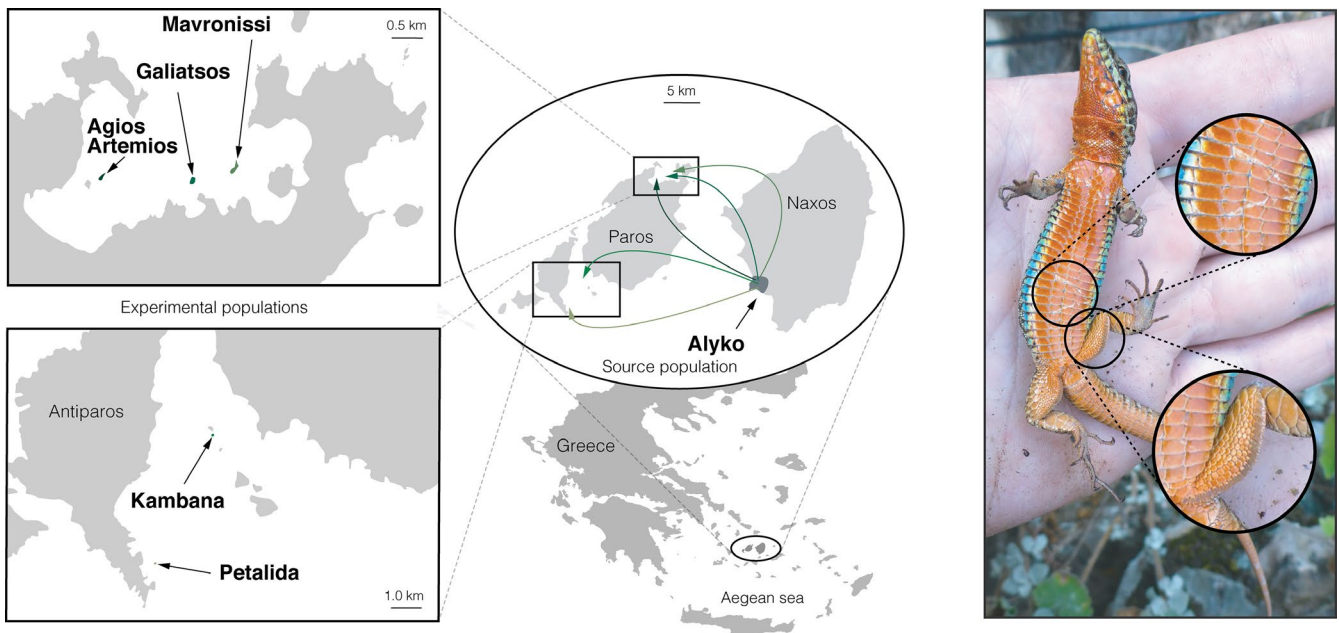 Mavronissi
0.5 km
Galiatsos
Agios
Artemios
Experimental populations
Antiparos
Kambana
Petalida
1.0 km
5 km
Naxos
Paros
Alyko
Source population
Greece
Aegean sea